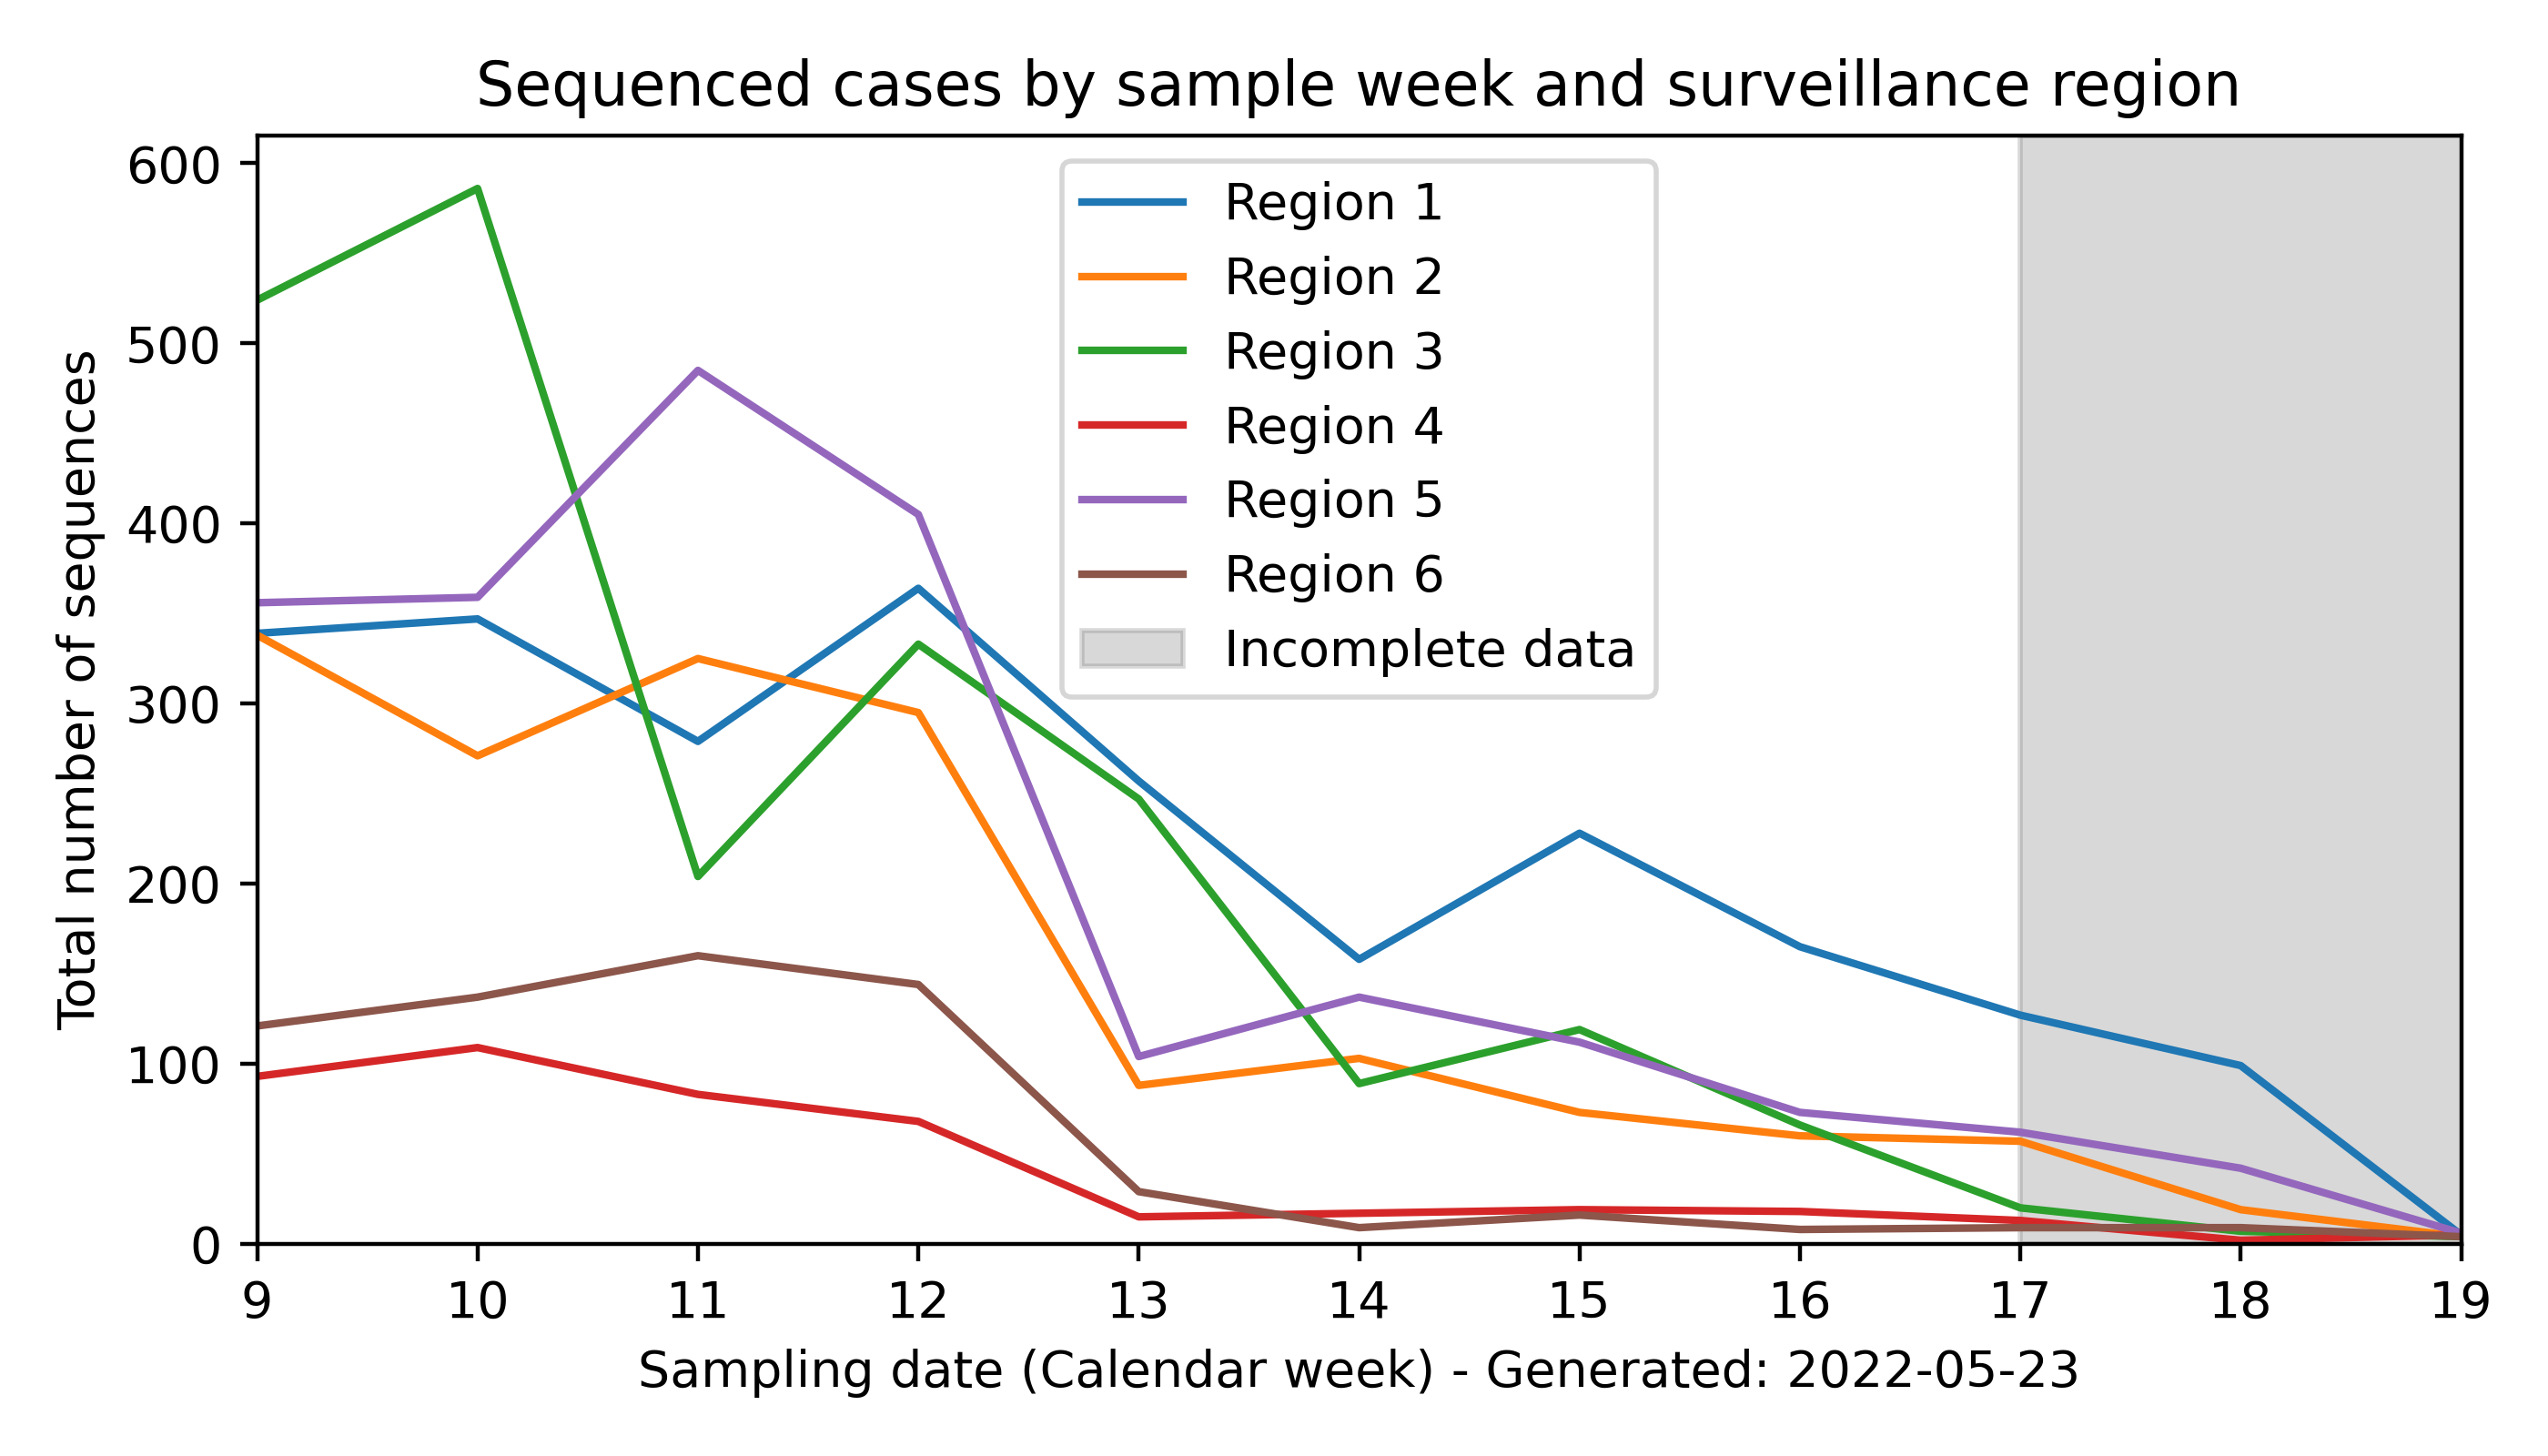 Sequenced cases by sample week and surveillance region
Total number of sequences
600
500
400
300
200
100
0
Region 1
Region 2
Region 3
Region 4
Region 5
Region 6
Incomplete data
9 10 11 12 13 14 15 16 17 18 19
Sampling date (Calendar week) - Generated: 2022-05-23